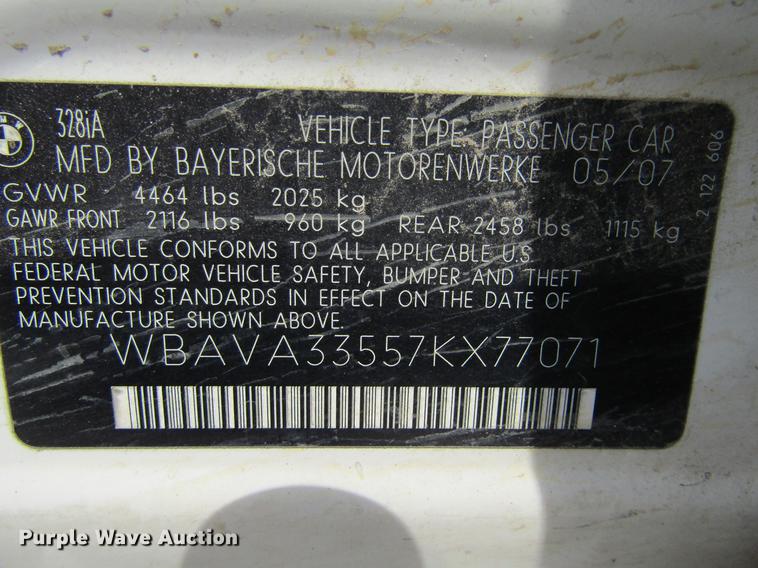 328iA
VEHICLE TYPE: PASSENGER CAR
MFD BY BAYERISCHE MOTORENWERKE 05/07
GVWR 4464 lbs 2025 kg
GAWR FRONT 2116 lbs 960 kg REAR 2458 lbs 1115 kg
THIS VEHICLE CONFORMS TO ALL APPLICABLE U.S.
FEDERAL MOTOR VEHICLE SAFETY, BUMPER AND THEFT
PREVENTION STANDARDS IN EFFECT ON THE DATE OF
MANUFACTURE SHOWN ABOVE.
WBAVA33557KX77071
2 122 606
Purple Wave Auction